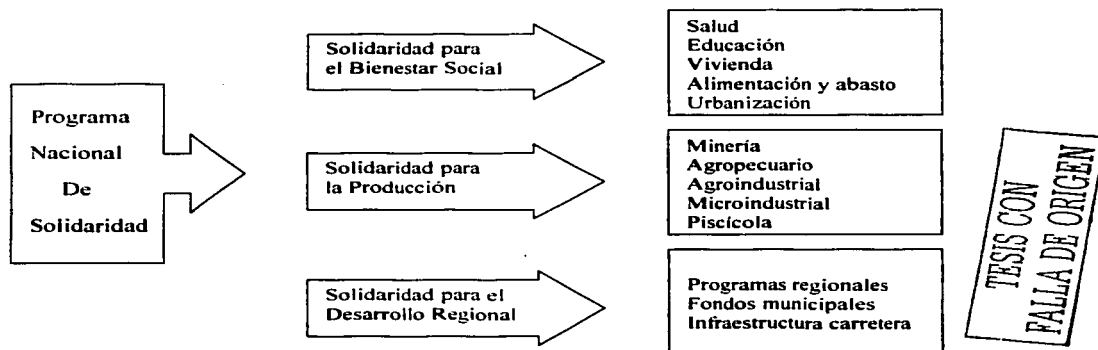 Programa
Nacional
De
Solidaridad
Solidaridad para
el Bienestar Social
Salud
Educación
Vivienda
Alimentación y abasto
Urbanización
Solidaridad para
la Producción
Minería
Agropecuario
Agroindustrial
Microindustrial
Piscícola
Solidaridad para el
Desarrollo Regional
Programas regionales
Fondos municipales
Infraestructura carretera
TESIS CON
FALLA DE ORIGEN